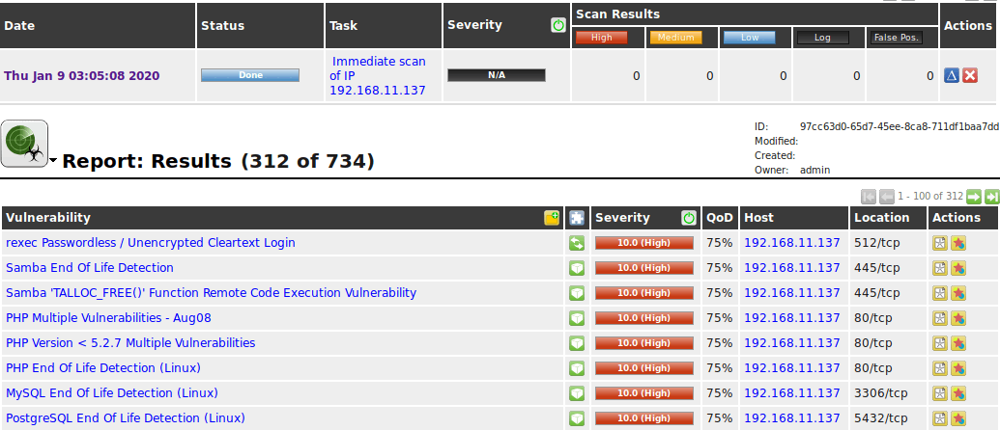 Date Status Task Severity Scan Results Actions
High Medium Low Log False Pos.
Thu Jan 9 03:05:08 2020 Done Immediate scan of IP 192.168.11.137 N/A 0 0 0 0 0
ID: 97cc63d0-65d7-45ee-8ca8-711df1baa7dd
Modified:
Created:
Owner: admin
Report: Results (312 of 734)
1 - 100 of 312
Vulnerability Severity QoD Host Location Actions
rexec Passwordless / Unencrypted Cleartext Login 10.0 (High) 75% 192.168.11.137 512/tcp
Samba End Of Life Detection 10.0 (High) 75% 192.168.11.137 445/tcp
Samba 'TALLOC_FREE()' Function Remote Code Execution Vulnerability 10.0 (High) 75% 192.168.11.137 445/tcp
PHP Multiple Vulnerabilities - Aug08 10.0 (High) 75% 192.168.11.137 80/tcp
PHP Version < 5.2.7 Multiple Vulnerabilities 10.0 (High) 75% 192.168.11.137 80/tcp
PHP End Of Life Detection (Linux) 10.0 (High) 75% 192.168.11.137 80/tcp
MySQL End Of Life Detection (Linux) 10.0 (High) 75% 192.168.11.137 3306/tcp
PostgreSQL End Of Life Detection (Linux) 10.0 (High) 75% 192.168.11.137 5432/tcp